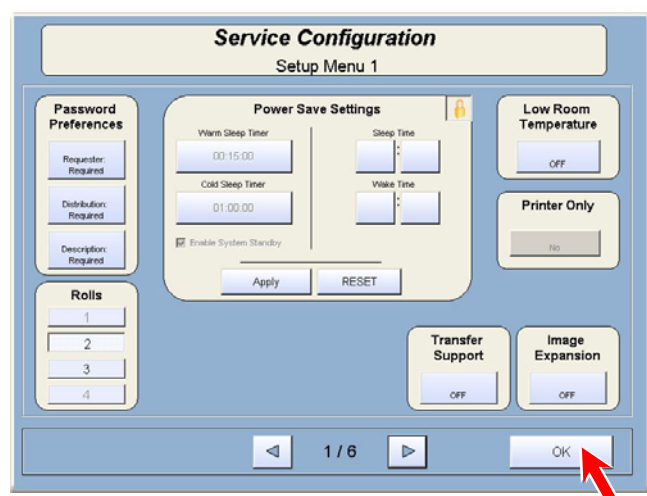 Service Configuration
Setup Menu 1
Password
Preferences
Requester:
Required
Distribution:
Required
Description:
Required
Rolls
1
2
3
4
Power Save Settings
Warm Sleep Timer
00:15:00
Cold Sleep Timer
01:00:00
Enable System Standby
Sleep Time
:
Wake Time
:
Apply
RESET
Low Room
Temperature
OFF
Printer Only
No
Transfer
Support
OFF
Image
Expansion
OFF
1 / 6
OK